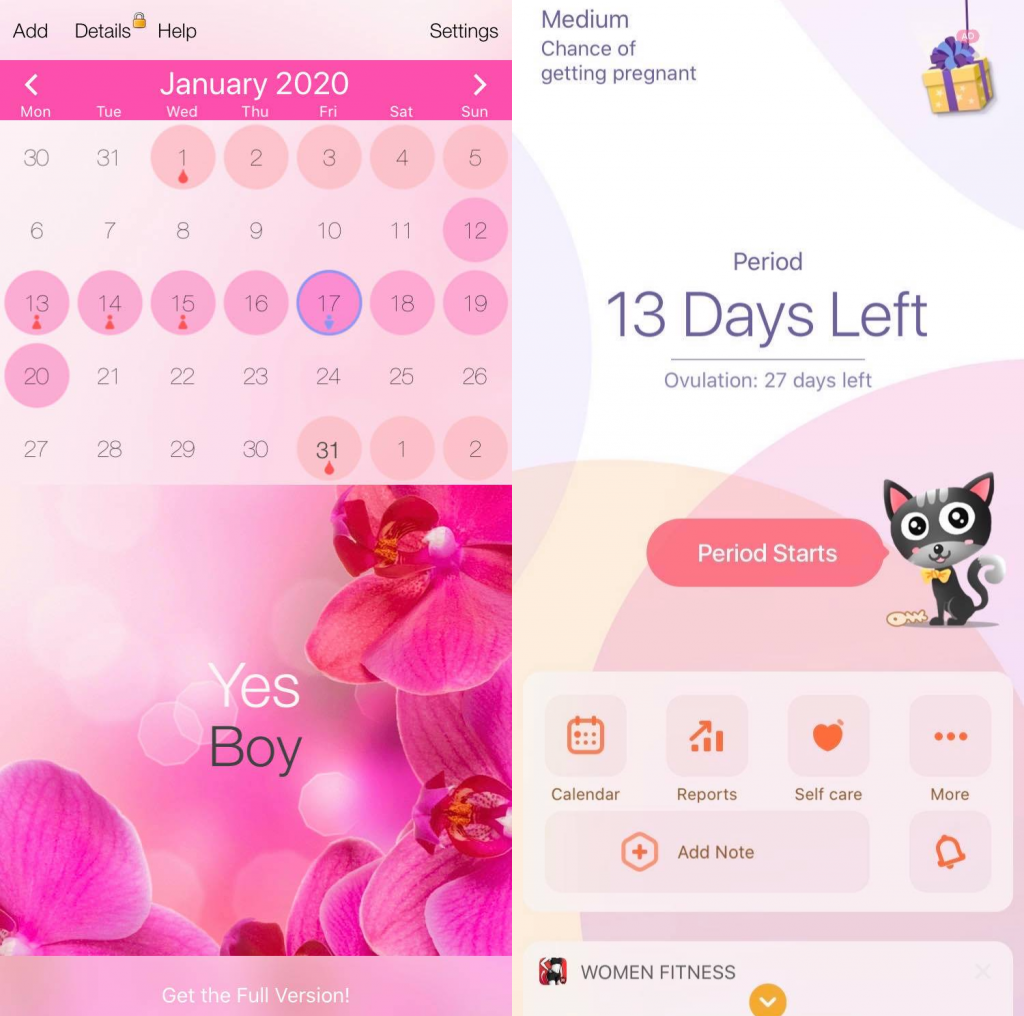 Add Details Help Settings
January 2020
Mon Tue Wed Thu Fri Sat Sun
30 31 1 2 3 4 5
6 7 8 9 10 11 12
13 14 15 16 17 18 19
20 21 22 23 24 25 26
27 28 29 30 31 1 2
Yes
Boy
Get the Full Version!
Medium
Chance of
getting pregnant
AD
Period
13 Days Left
Ovulation: 27 days left
Period Starts
Calendar Reports Self care More
Add Note
WOMEN FITNESS